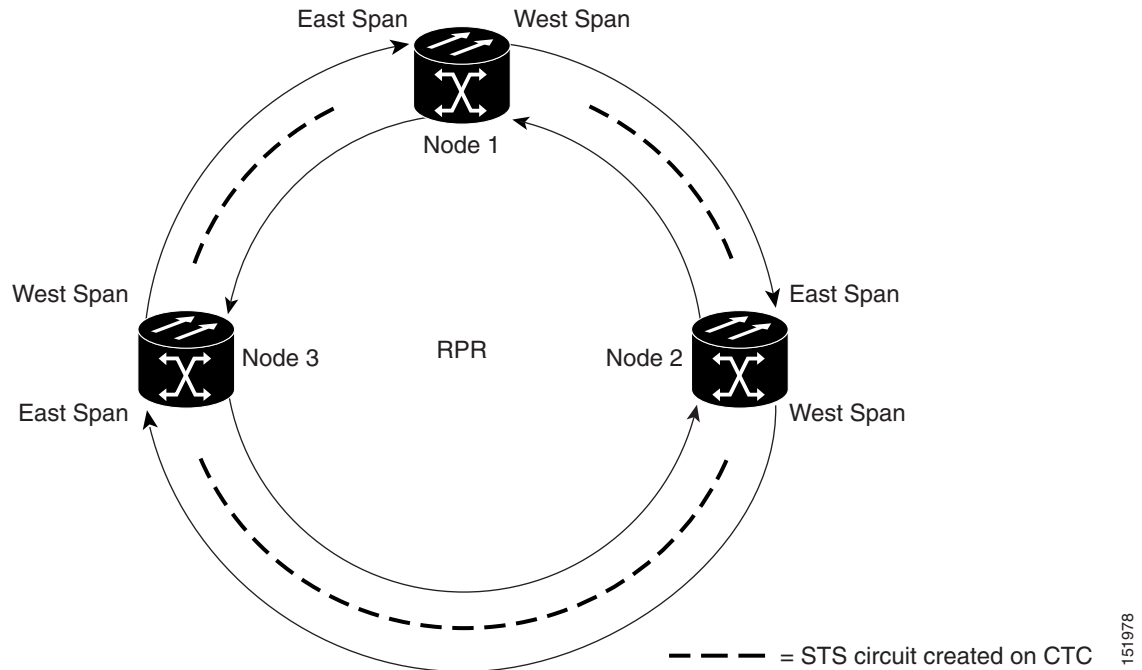 East Span
West Span
Node 1
West Span
East Span
Node 3
RPR
Node 2
East Span
West Span
= STS circuit created on CTC
151978